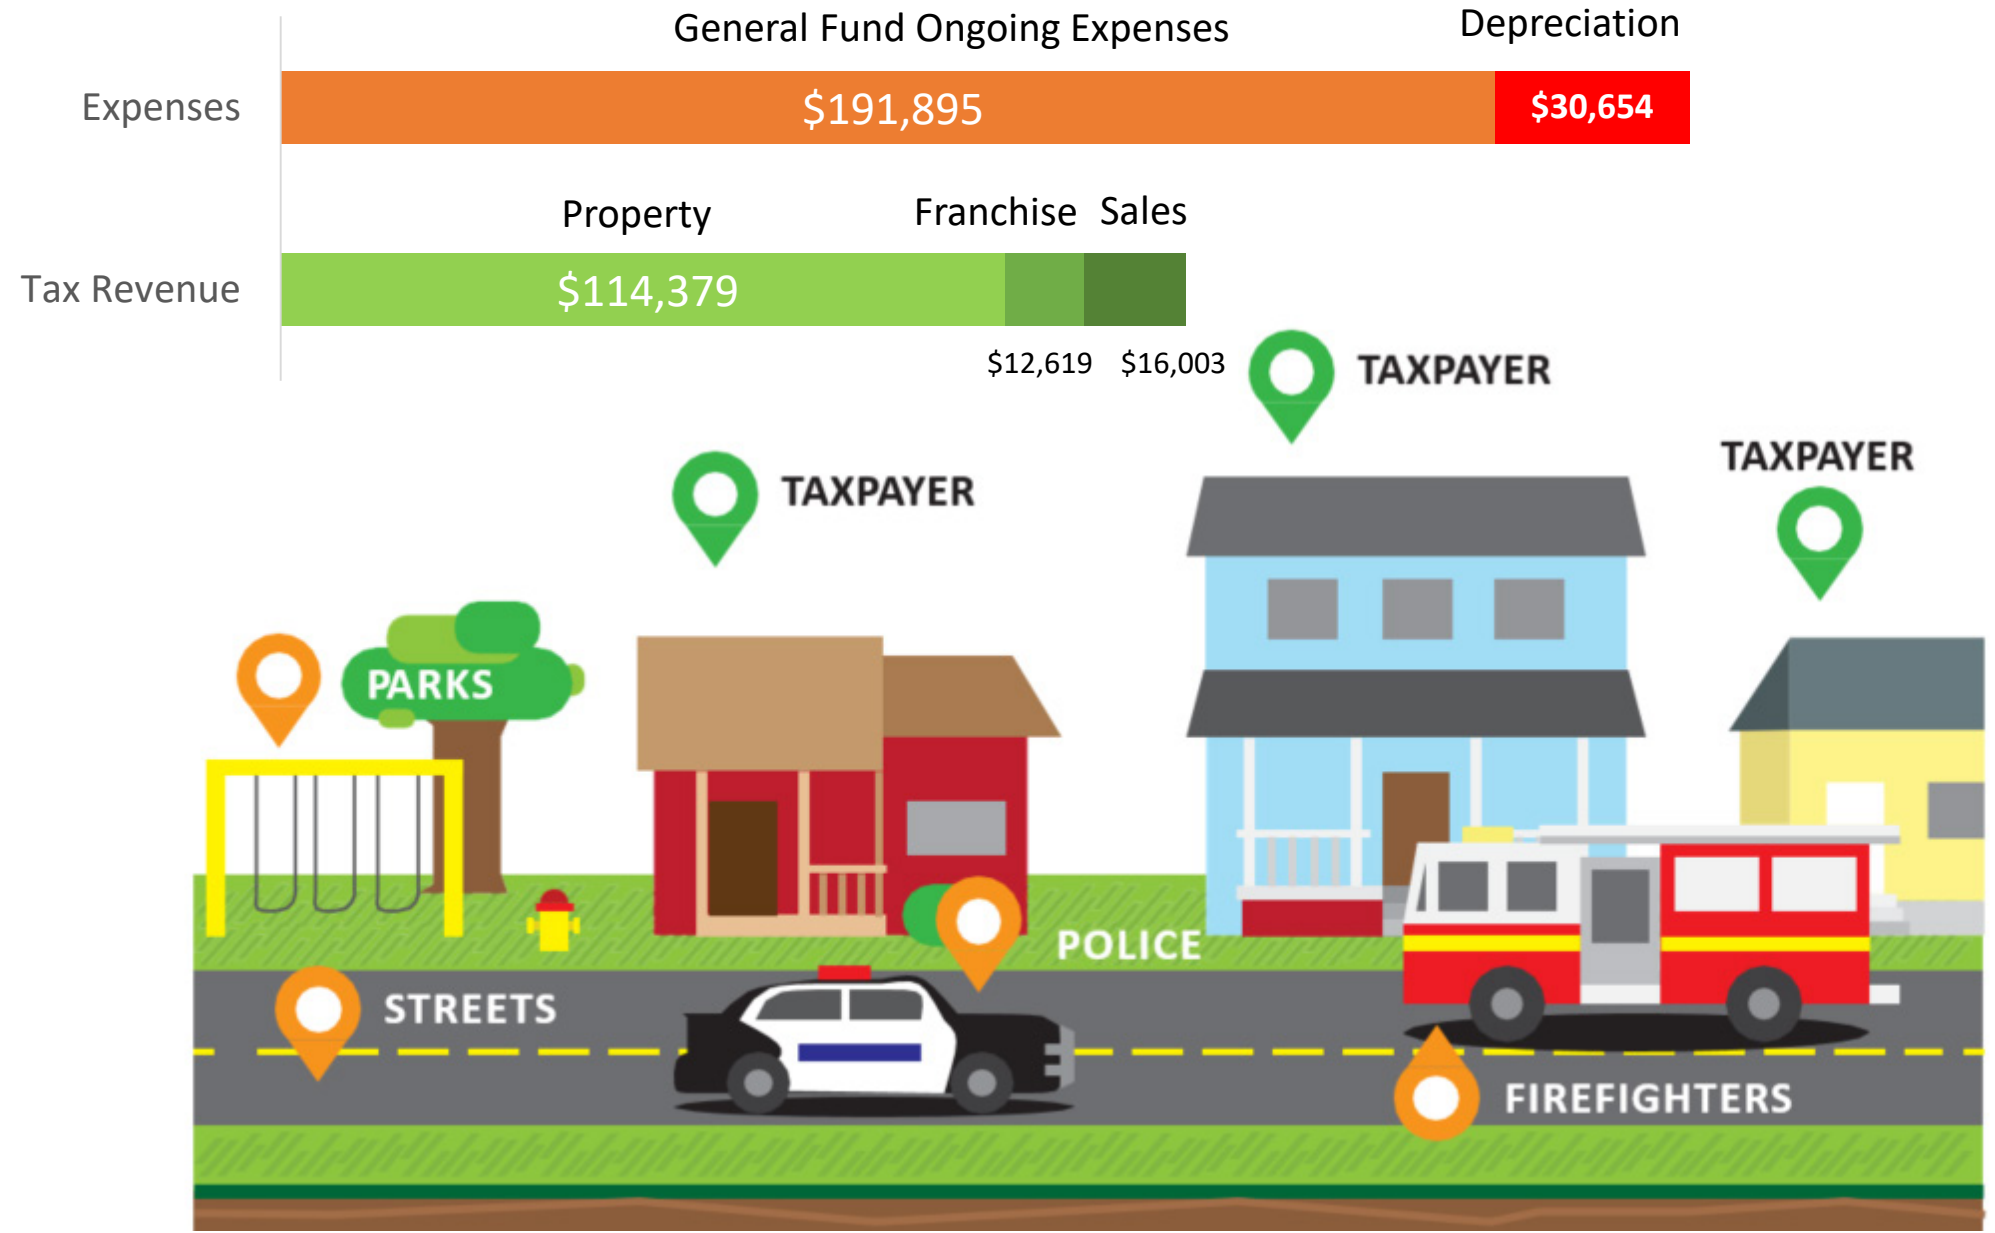 General Fund Ongoing Expenses
Depreciation
Expenses
$191,895
$30,654
Property
Franchise
Sales
Tax Revenue
$114,379
$12,619
$16,003
TAXPAYER
TAXPAYER
TAXPAYER
PARKS
POLICE
STREETS
FIREFIGHTERS